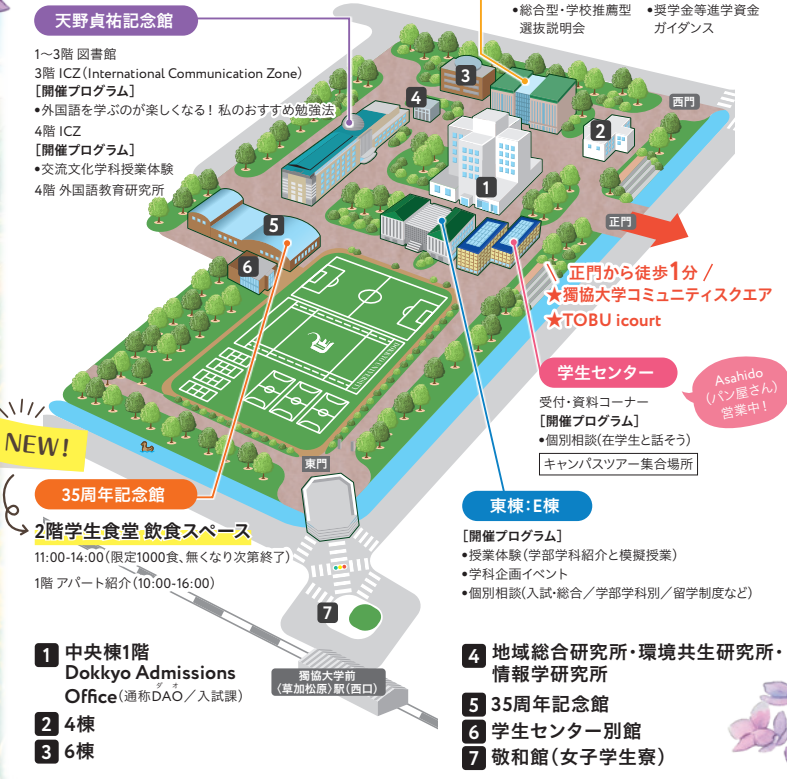 •総合型・学校推薦型
選抜説明会
•奨学金等進学資金
ガイダンス
天野貞祐記念館
1〜3階 図書館
3階 ICZ(International Communication Zone)
[開催プログラム]
•外国語を学ぶのが楽しくなる！私のおすすめ勉強法
4階 ICZ
[開催プログラム]
•交流文化学科授業体験
4階 外国語教育研究所
3
4
西門
2
1
正門
5
6
\ 正門から徒歩1分 /
★獨協大学コミュニティスクエア
★TOBU icourt
学生センター
受付・資料コーナー
[開催プログラム]
•個別相談(在学生と話そう)
キャンパスツアー集合場所
Asahido
(パン屋さん)
営業中！
DOKKYO UNIVERSITY
NEW!
東門
35周年記念館
2階学生食堂 飲食スペース
11:00-14:00(限定1000食、無くなり次第終了)
1階 アパート紹介(10:00-16:00)
東棟:E棟
[開催プログラム]
•授業体験(学部学科紹介と模擬授業)
•学科企画イベント
•個別相談(入試・総合／学部学科別／留学制度など)
7
獨協大学前
〈草加松原〉駅(西口)
1 中央棟1階
Dokkyo Admissions
Office(通称DAO／入試課)
ダオ
2 4棟
3 6棟
4 地域総合研究所・環境共生研究所・
情報学研究所
5 35周年記念館
6 学生センター別館
7 敬和館(女子学生寮)